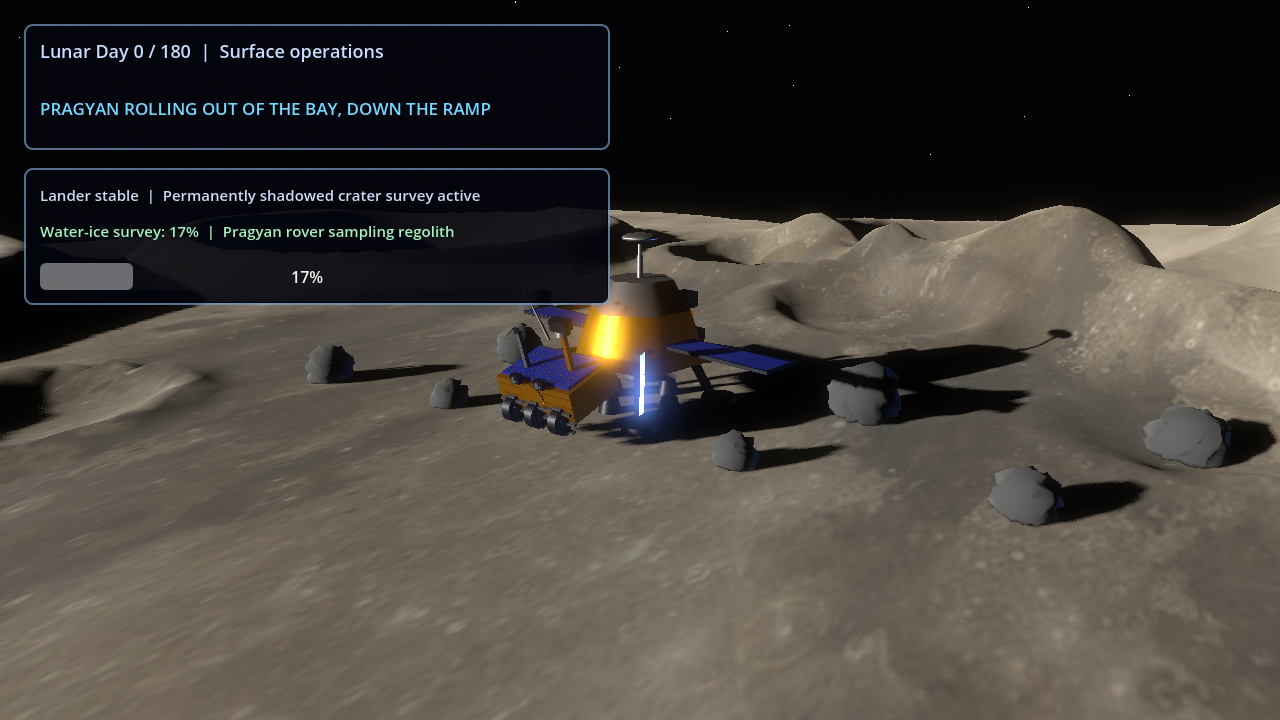 Lunar Day 0 / 180 | Surface operations
PRAGYAN ROLLING OUT OF THE BAY, DOWN THE RAMP
Lander stable | Permanently shadowed crater survey active
Water-ice survey: 17% | Pragyan rover sampling regolith
17%